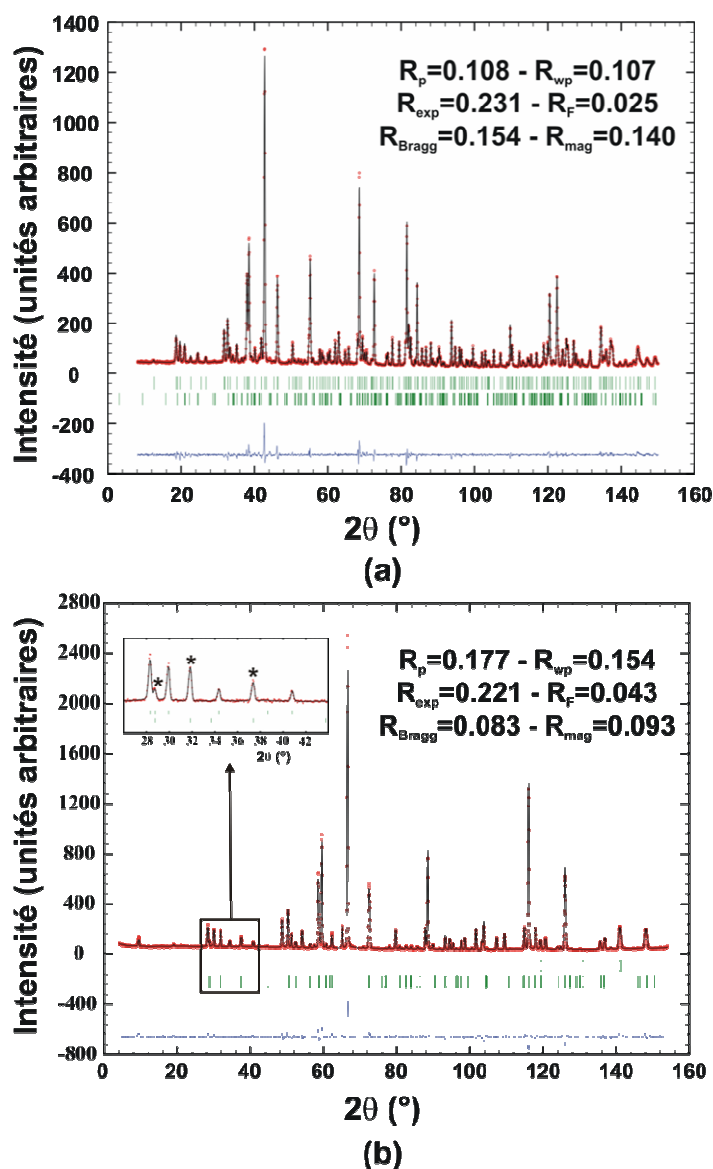 1400
1200
1000
800
600
400
200
0
-200
-400
Intensité (unités arbitraires)
Rp=0.108 - Rwp=0.107
Rexp=0.231 - RF=0.025
RBragg=0.154 - Rmag=0.140
0 20 40 60 80 100 120 140 160
2θ (°)
(a)
2800
2400
2000
1600
1200
800
400
0
-400
-800
Intensité (unités arbitraires)
* * *
28 30 32 34 36 38 40 42
2θ (°)
Rp=0.177 - Rwp=0.154
Rexp=0.221 - RF=0.043
RBragg=0.083 - Rmag=0.093
0 20 40 60 80 100 120 140 160
2θ (°)
(b)